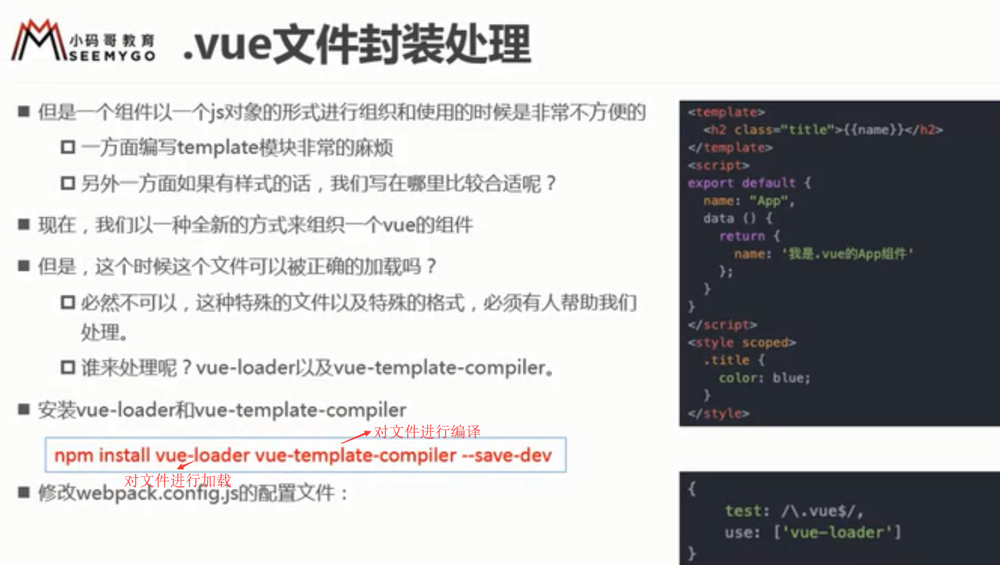 小码哥教育
SEEMYGO
.vue文件封装处理
但是一个组件以一个js对象的形式进行组织和使用的时候是非常不方便的
一方面编写template模块非常的麻烦
另外一方面如果有样式的话，我们写在哪里比较合适呢？
现在，我们以一种全新的方式来组织一个vue的组件
但是，这个时候这个文件可以被正确的加载吗？
必然不可以，这种特殊的文件以及特殊的格式，必须有人帮助我们
处理。
谁来处理呢？vue-loader以及vue-template-compiler。
安装vue-loader和vue-template-compiler
对文件进行编译
npm install vue-loader vue-template-compiler --save-dev
对文件进行加载
修改webpack.config.js的配置文件：
<template>
  <h2 class="title">{{name}}</h2>
</template>
<script>
export default {
  name: "App",
  data () {
    return {
      name: '我是.vue的App组件'
    };
  }
}
</script>
<style scoped>
  .title {
    color: blue;
  }
</style>
{
    test: /\.vue$/,
    use: ['vue-loader']
}